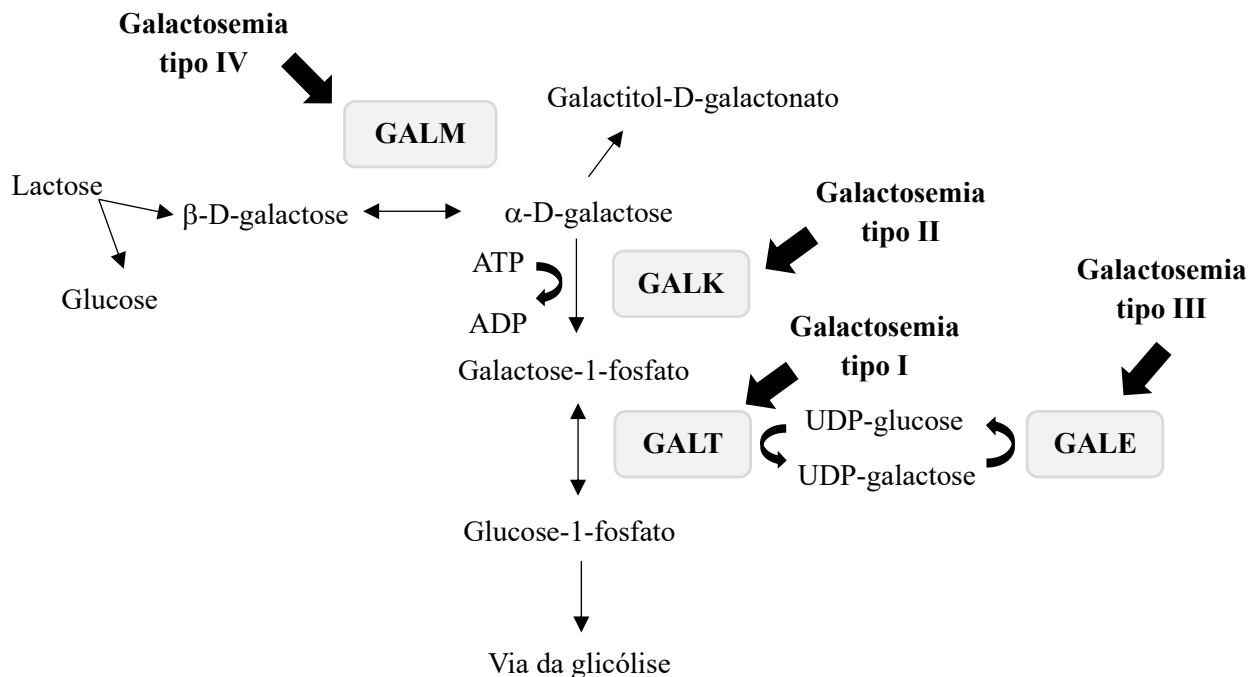 Galactosemia
tipo IV
GALM
Galactitol-D-galactonato
Lactose
β-D-galactose
α-D-galactose
Glucose
Galactosemia
tipo II
ATP
ADP
GALK
Galactosemia
tipo III
Galactosemia
tipo I
Galactose-1-fosfato
GALT
UDP-glucose
UDP-galactose
GALE
Glucose-1-fosfato
Via da glicólise